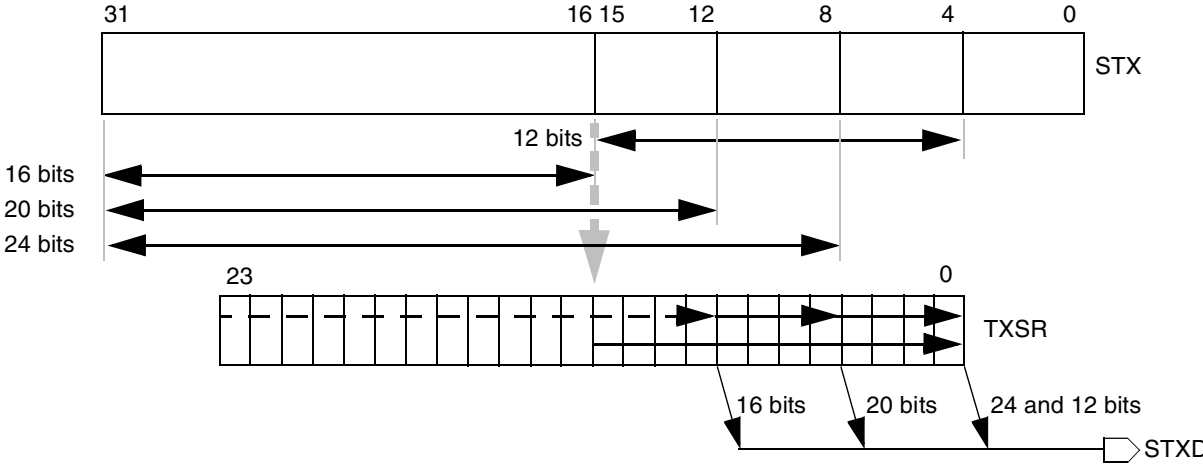 31 16 15 12 8 4 0
STX
12 bits
16 bits
20 bits
24 bits
23 0
TXSR
16 bits 20 bits 24 and 12 bits
STXD